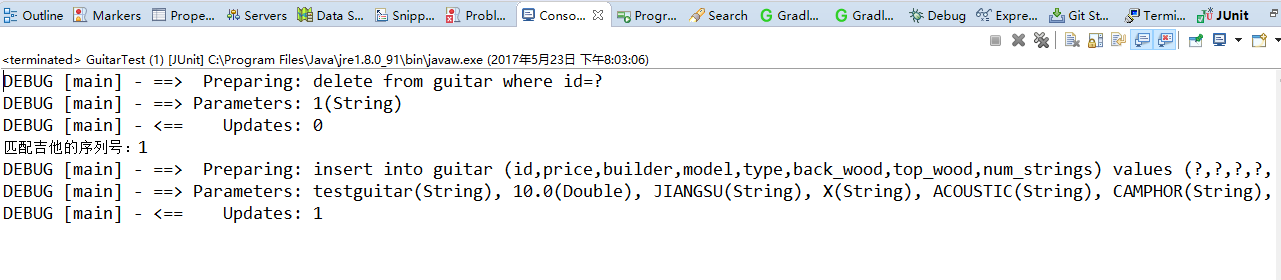 Outline Markers Prope... Servers Data S... Snipp... Probl... Conso... Progr... Search Gradl... Gradl... Debug Expre... Git St... Termi... JUnit
<terminated> GuitarTest (1) [JUnit] C:\Program Files\Java\jre1.8.0_91\bin\javaw.exe (2017年5月23日 下午8:03:06)
DEBUG [main] - ==>  Preparing: delete from guitar where id=?
DEBUG [main] - ==> Parameters: 1(String)
DEBUG [main] - <==    Updates: 0
匹配吉他的序列号：1
DEBUG [main] - ==>  Preparing: insert into guitar (id,price,builder,model,type,back_wood,top_wood,num_strings) values (?,?,?,?,
DEBUG [main] - ==> Parameters: testguitar(String), 10.0(Double), JIANGSU(String), X(String), ACOUSTIC(String), CAMPHOR(String),
DEBUG [main] - <==    Updates: 1